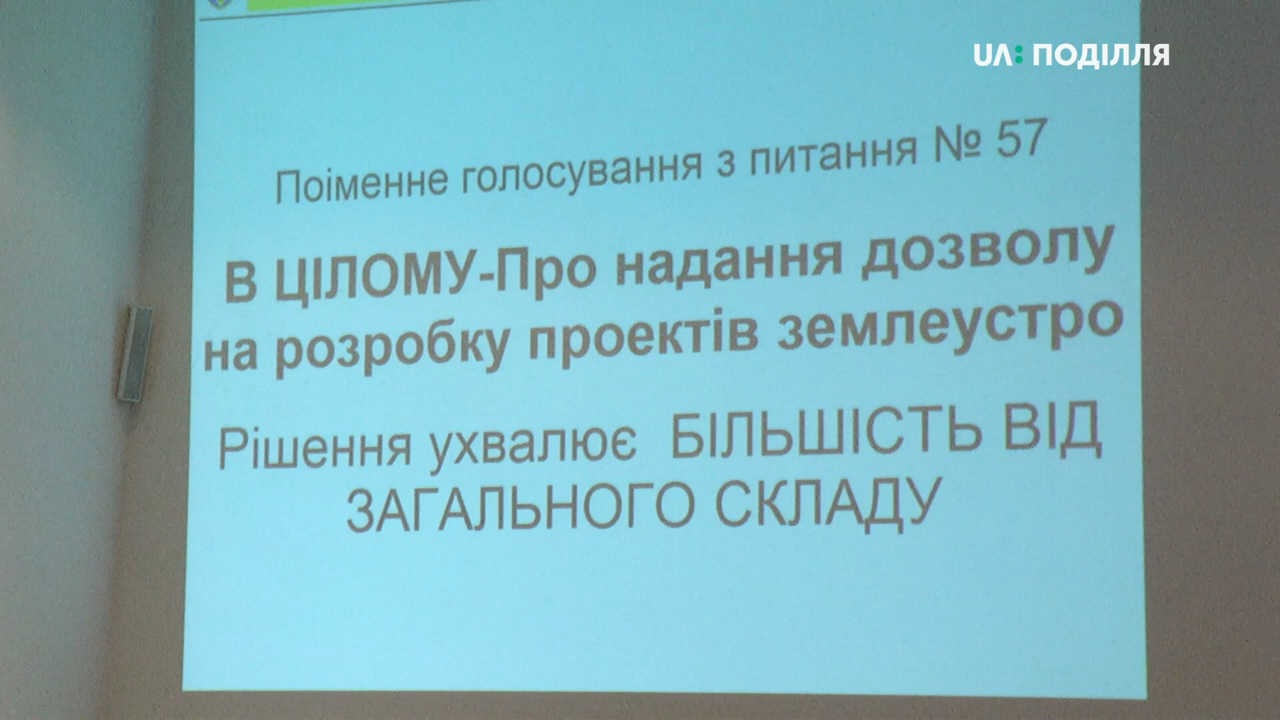 UA: ПОДІЛЛЯ
Поіменне голосування з питання № 57
В ЦІЛОМУ-Про надання дозволу
на розробку проектів землеустро
Рішення ухвалює БІЛЬШІСТЬ ВІД
ЗАГАЛЬНОГО СКЛАДУ